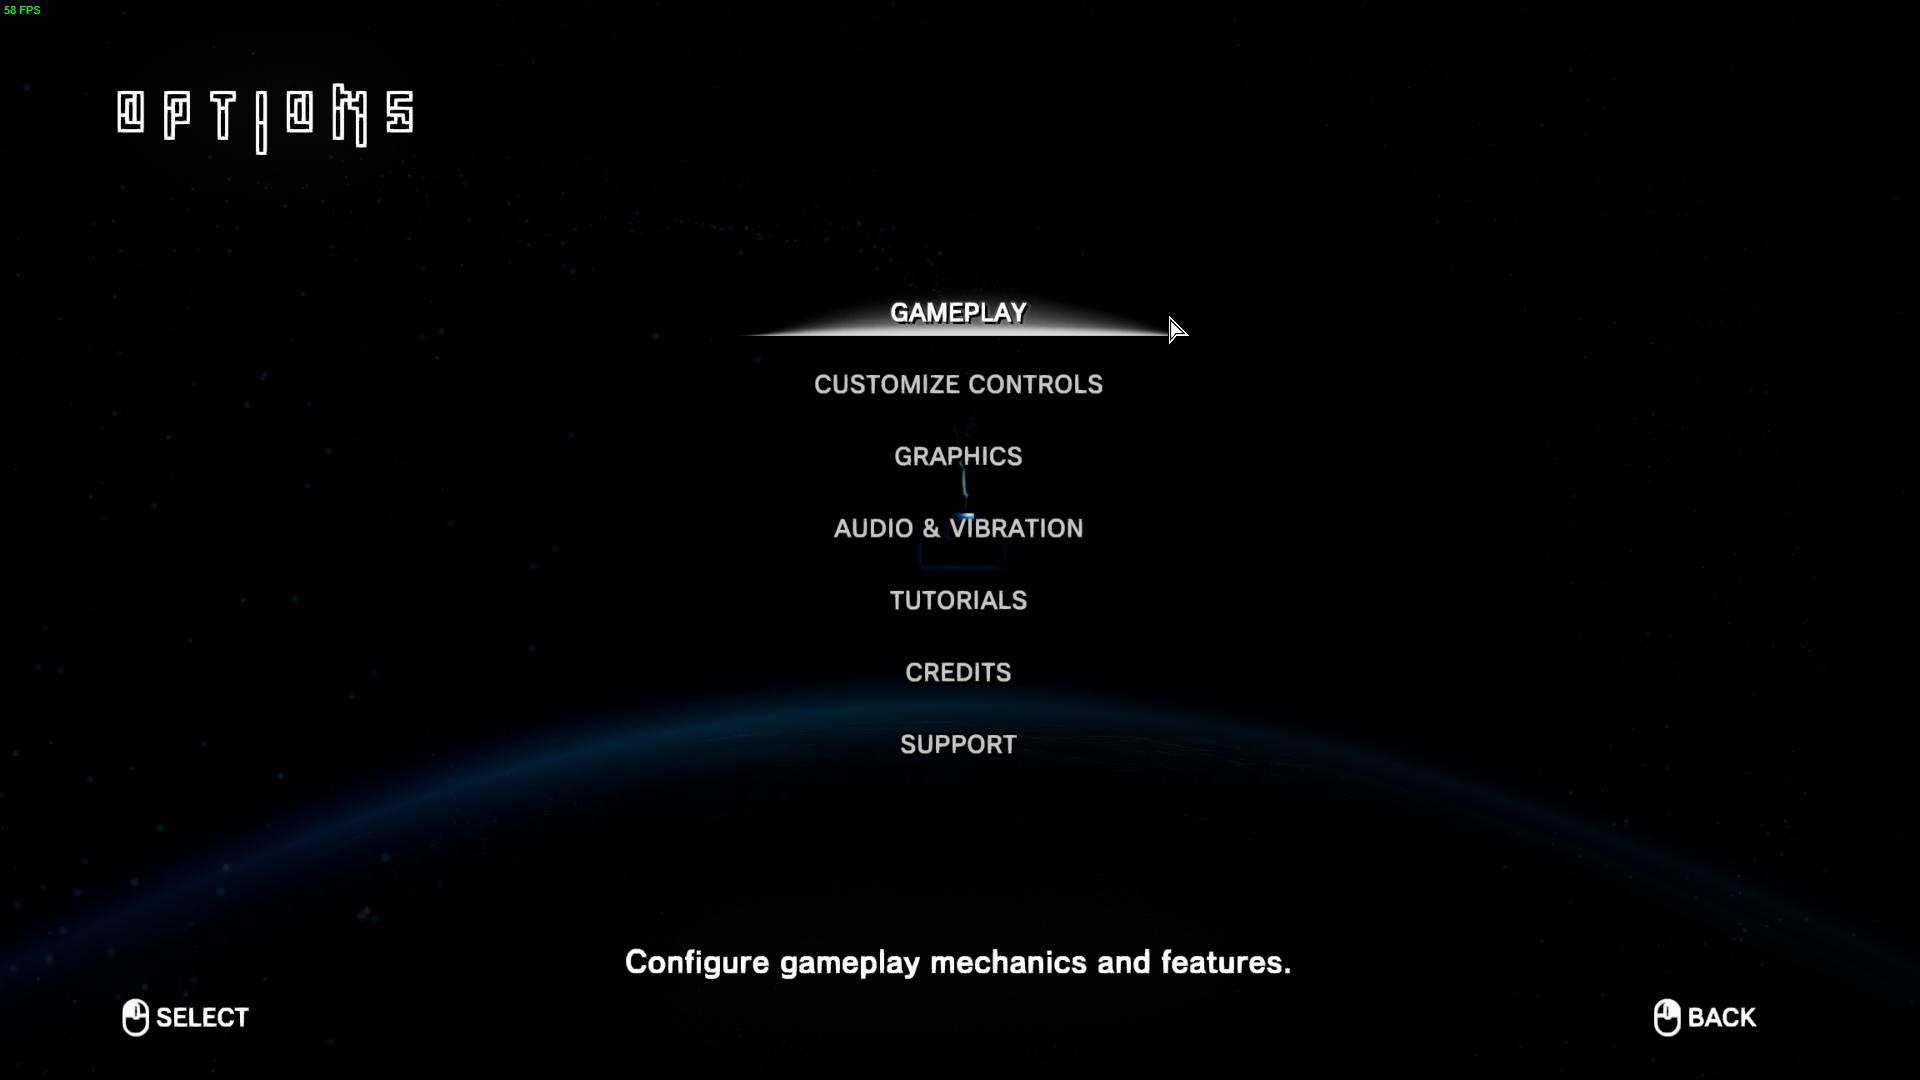 58 FPS
OPTIONS
GAMEPLAY
CUSTOMIZE CONTROLS
GRAPHICS
AUDIO & VIBRATION
TUTORIALS
CREDITS
SUPPORT
Configure gameplay mechanics and features.
SELECT
BACK